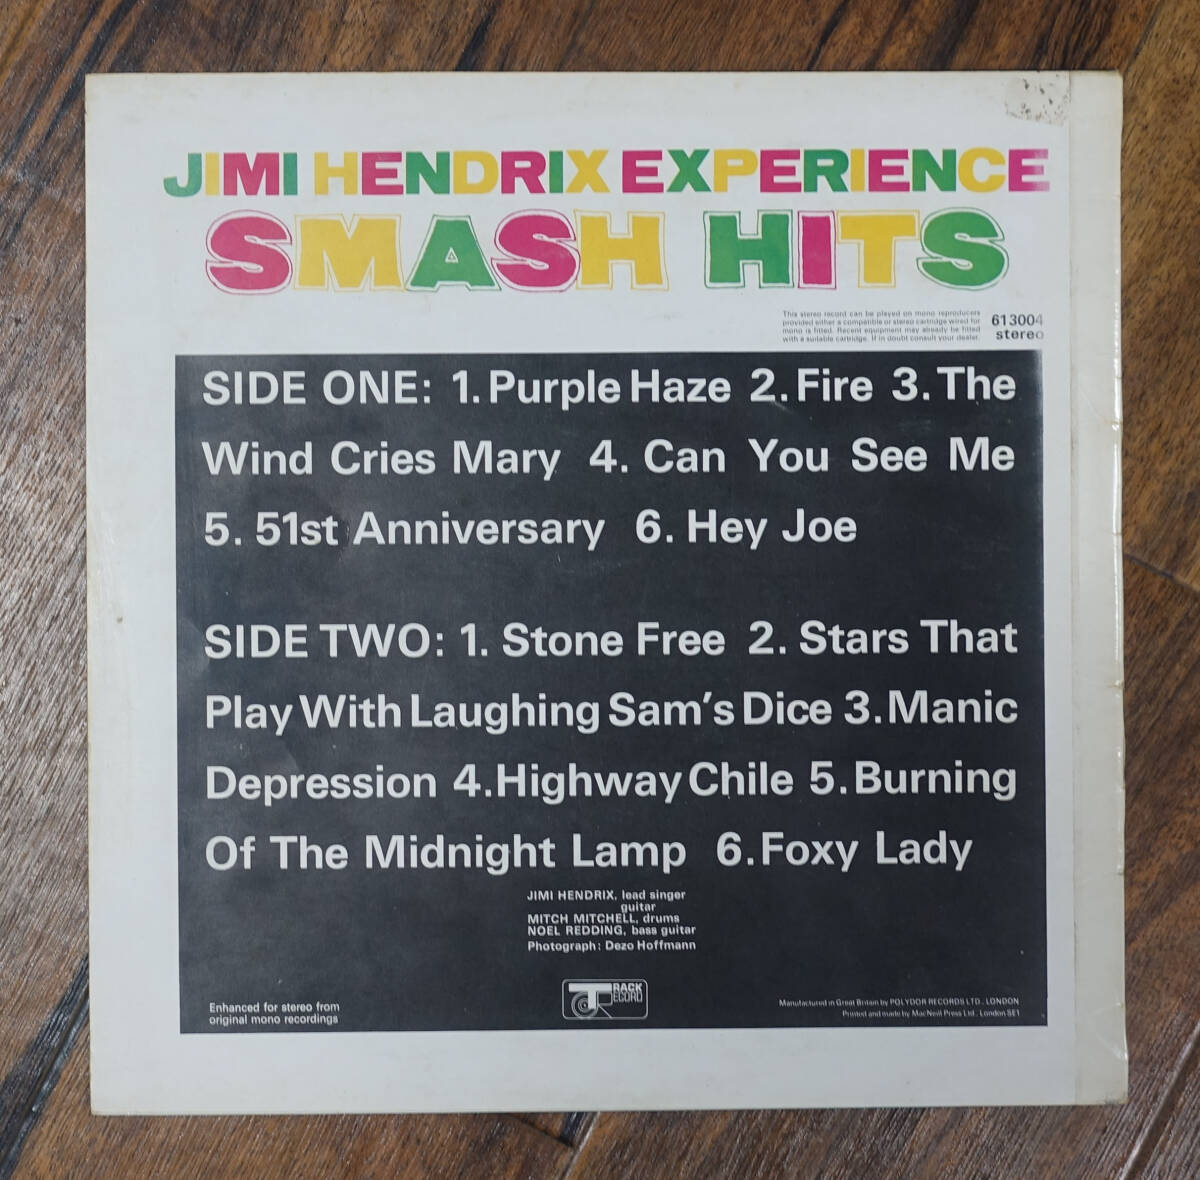 JIMI HENDRIX EXPERIENCE
SMASH HITS
This stereo record can be played on mono reproducers
provided either a compatible or stereo cartridge wired for
mono is fitted. Recent equipment may already be fitted
with a suitable cartridge. If in doubt consult your dealer.
613004
stereo
SIDE ONE: 1. Purple Haze 2. Fire 3. The
Wind Cries Mary 4. Can You See Me
5. 51st Anniversary 6. Hey Joe
SIDE TWO: 1. Stone Free 2. Stars That
Play With Laughing Sam's Dice 3. Manic
Depression 4. Highway Chile 5. Burning
Of The Midnight Lamp 6. Foxy Lady
JIMI HENDRIX, lead singer
guitar
MITCH MITCHELL, drums
NOEL REDDING, bass guitar
Photograph: Dezo Hoffmann
TRACK
RECORD
Enhanced for stereo from
original mono recordings
Manufactured in Great Britain by POLYDOR RECORDS LTD., LONDON
Printed and made by MacNeill Press Ltd., London SE1